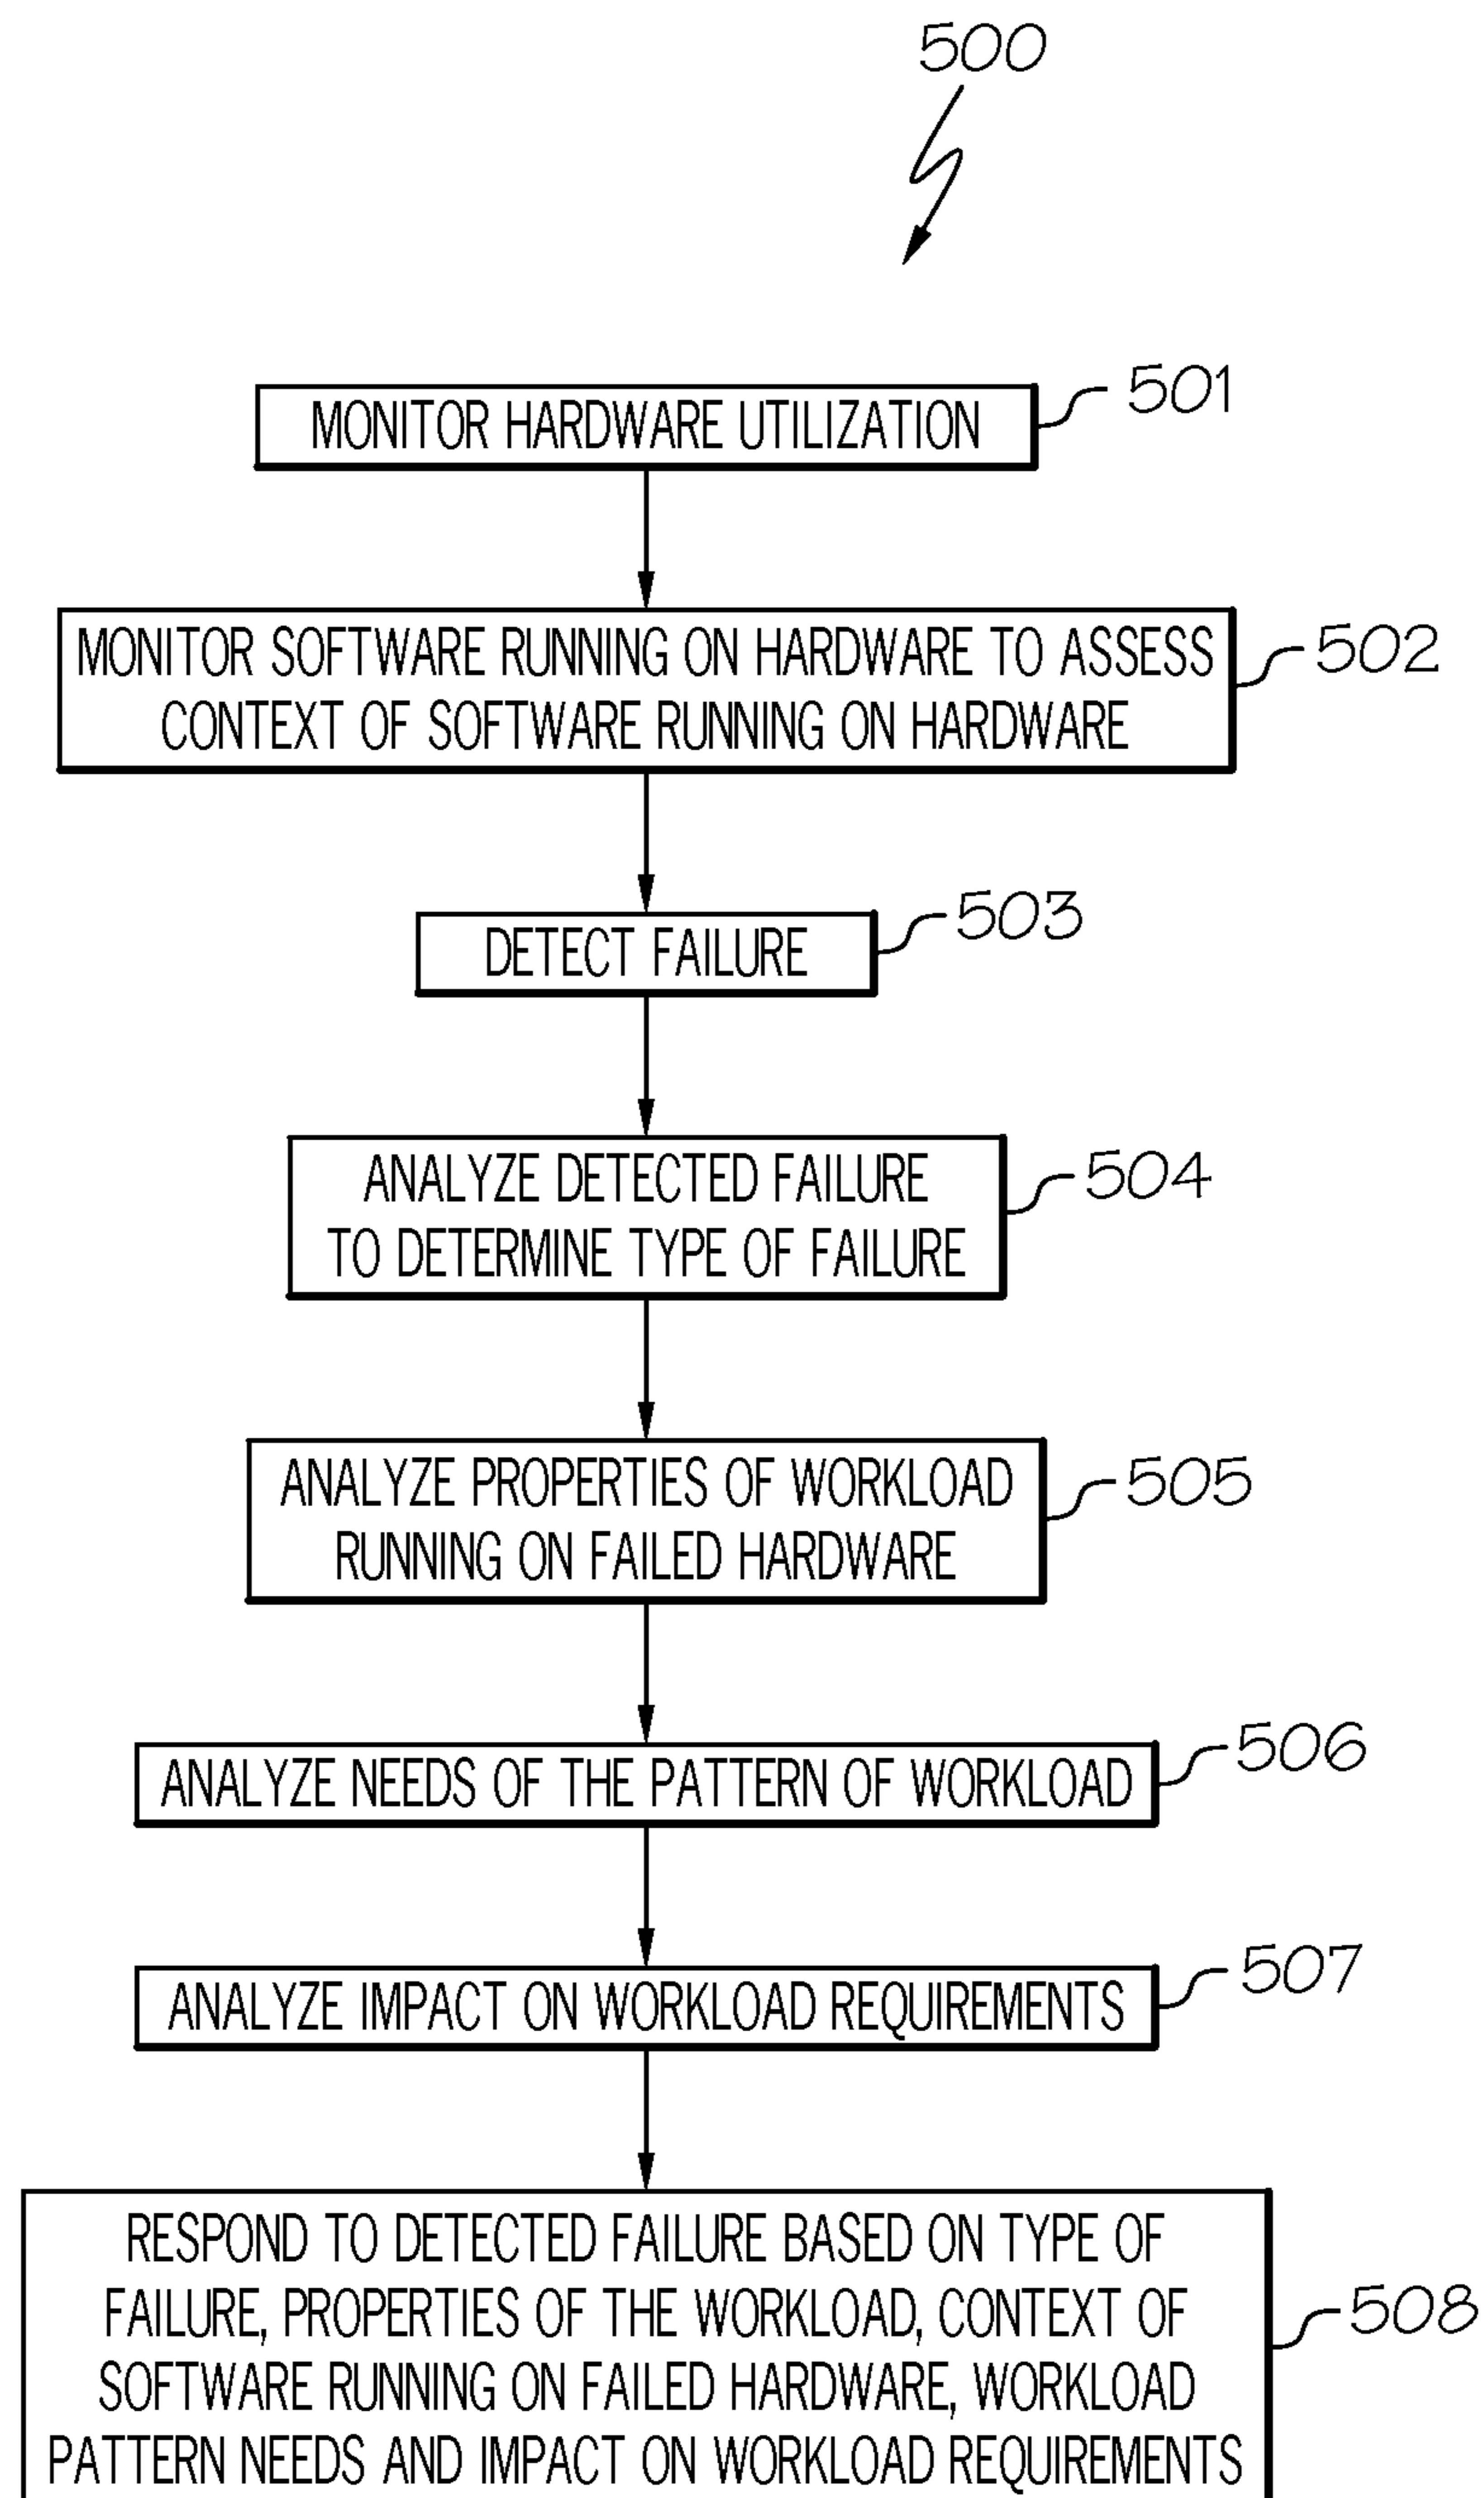 500
MONITOR HARDWARE UTILIZATION
501
MONITOR SOFTWARE RUNNING ON HARDWARE TO ASSESS
CONTEXT OF SOFTWARE RUNNING ON HARDWARE
502
DETECT FAILURE
503
ANALYZE DETECTED FAILURE
TO DETERMINE TYPE OF FAILURE
504
ANALYZE PROPERTIES OF WORKLOAD
RUNNING ON FAILED HARDWARE
505
ANALYZE NEEDS OF THE PATTERN OF WORKLOAD
506
ANALYZE IMPACT ON WORKLOAD REQUIREMENTS
507
RESPOND TO DETECTED FAILURE BASED ON TYPE OF
FAILURE, PROPERTIES OF THE WORKLOAD, CONTEXT OF
SOFTWARE RUNNING ON FAILED HARDWARE, WORKLOAD
PATTERN NEEDS AND IMPACT ON WORKLOAD REQUIREMENTS
508